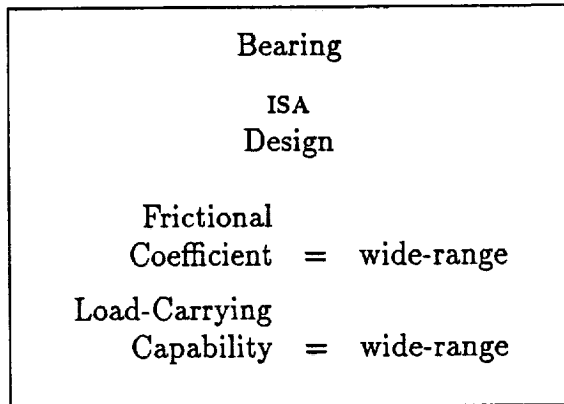 Bearing
ISA
Design
Frictional
Coefficient = wide-range
Load-Carrying
Capability = wide-range